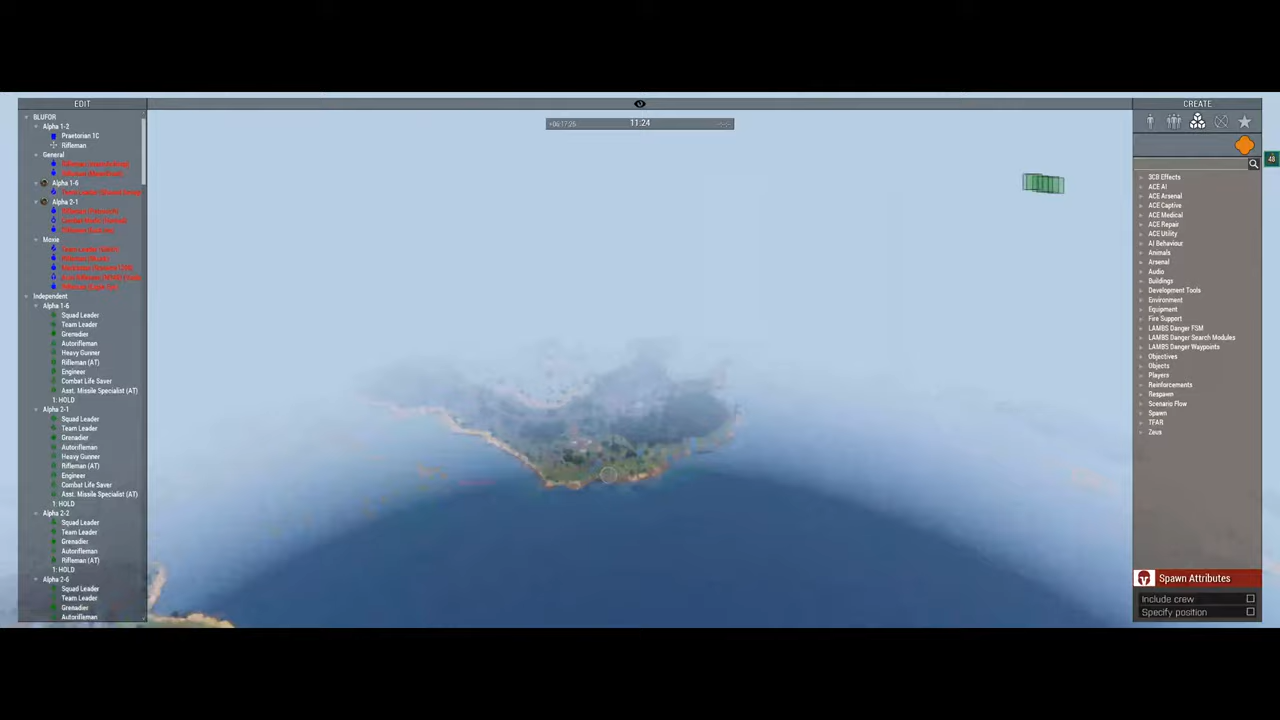 EDIT
BLUFOR
Alpha 1-2
Praetorian 1C
Rifleman
General
Alpha 1-6
Alpha 2-1
Moxie
Independent
Alpha 1-6
Squad Leader
Team Leader
Grenadier
Autorifleman
Heavy Gunner
Rifleman (AT)
Engineer
Combat Life Saver
Asst. Missile Specialist (AT)
1: HOLD
Alpha 2-1
Squad Leader
Team Leader
Grenadier
Autorifleman
Heavy Gunner
Rifleman (AT)
Engineer
Combat Life Saver
Asst. Missile Specialist (AT)
1: HOLD
Alpha 2-2
Squad Leader
Team Leader
Grenadier
Autorifleman
Rifleman (AT)
1: HOLD
Alpha 2-6
Squad Leader
Team Leader
Grenadier
Autorifleman
11:24
CREATE
48
3CB Effects
ACE AI
ACE Arsenal
ACE Captive
ACE Medical
ACE Repair
ACE Utility
AI Behaviour
Animals
Arsenal
Audio
Buildings
Development Tools
Environment
Equipment
Fire Support
LAMBS Danger FSM
LAMBS Danger Search Modules
LAMBS Danger Waypoints
Objectives
Objects
Players
Reinforcements
Respawn
Scenario Flow
Spawn
TFAR
Zeus
Spawn Attributes
Include crew
Specify position